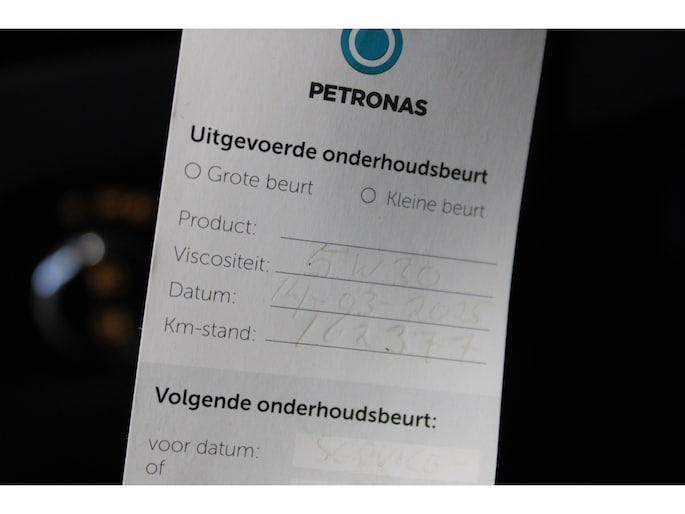 PETRONAS
Uitgevoerde onderhoudsbeurt
Grote beurt Kleine beurt
Product:
Viscositeit: 5W30
Datum: 14-03-2025
Km-stand: 162377
Volgende onderhoudsbeurt:
voor datum: SERVICE-
of